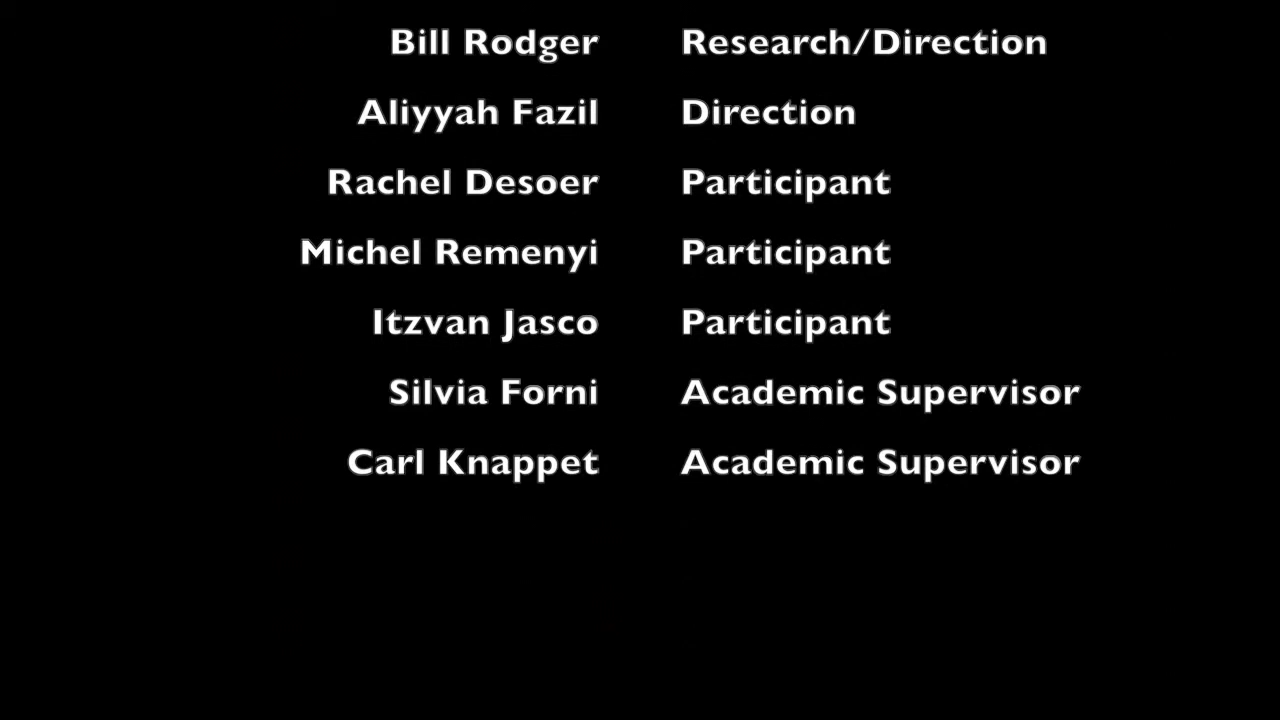 Bill Rodger Research/Direction
Aliyyah Fazil Direction
Rachel Desoer Participant
Michel Remenyi Participant
Itzvan Jasco Participant
Silvia Forni Academic Supervisor
Carl Knappet Academic Supervisor